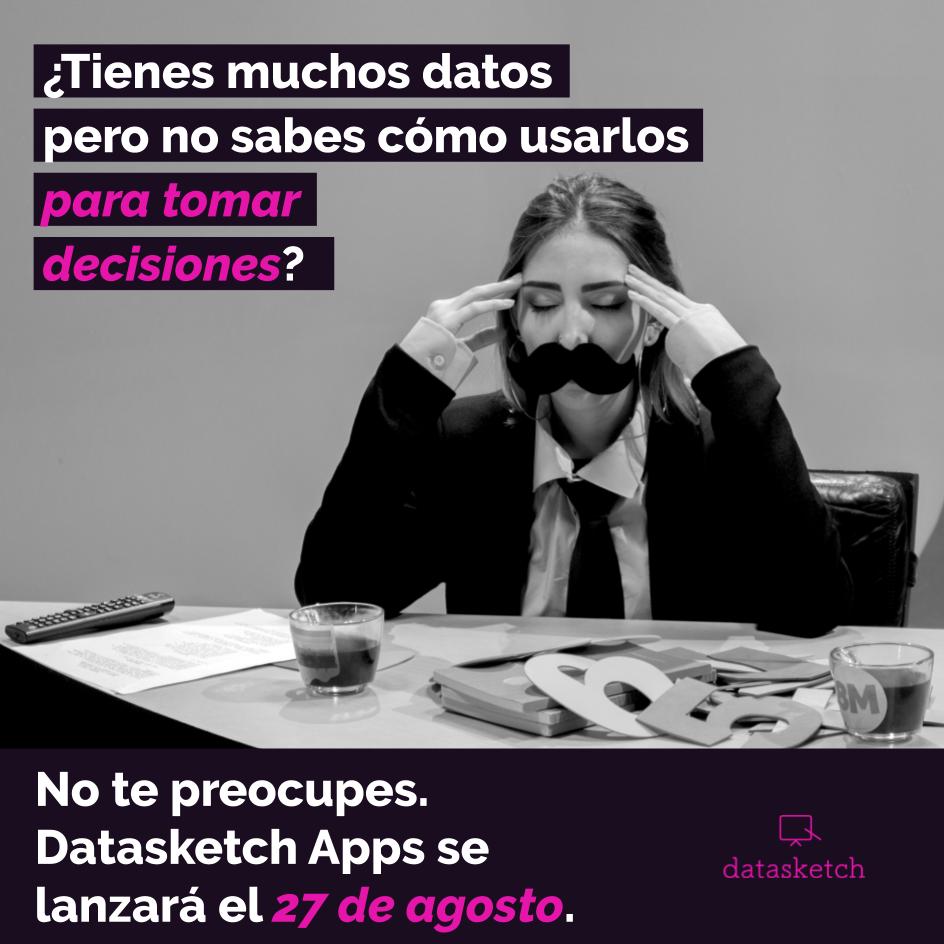 ¿Tienes muchos datos
pero no sabes cómo usarlos
para tomar
decisiones?
BM
No te preocupes.
Datasketch Apps se
lanzará el 27 de agosto.
datasketch